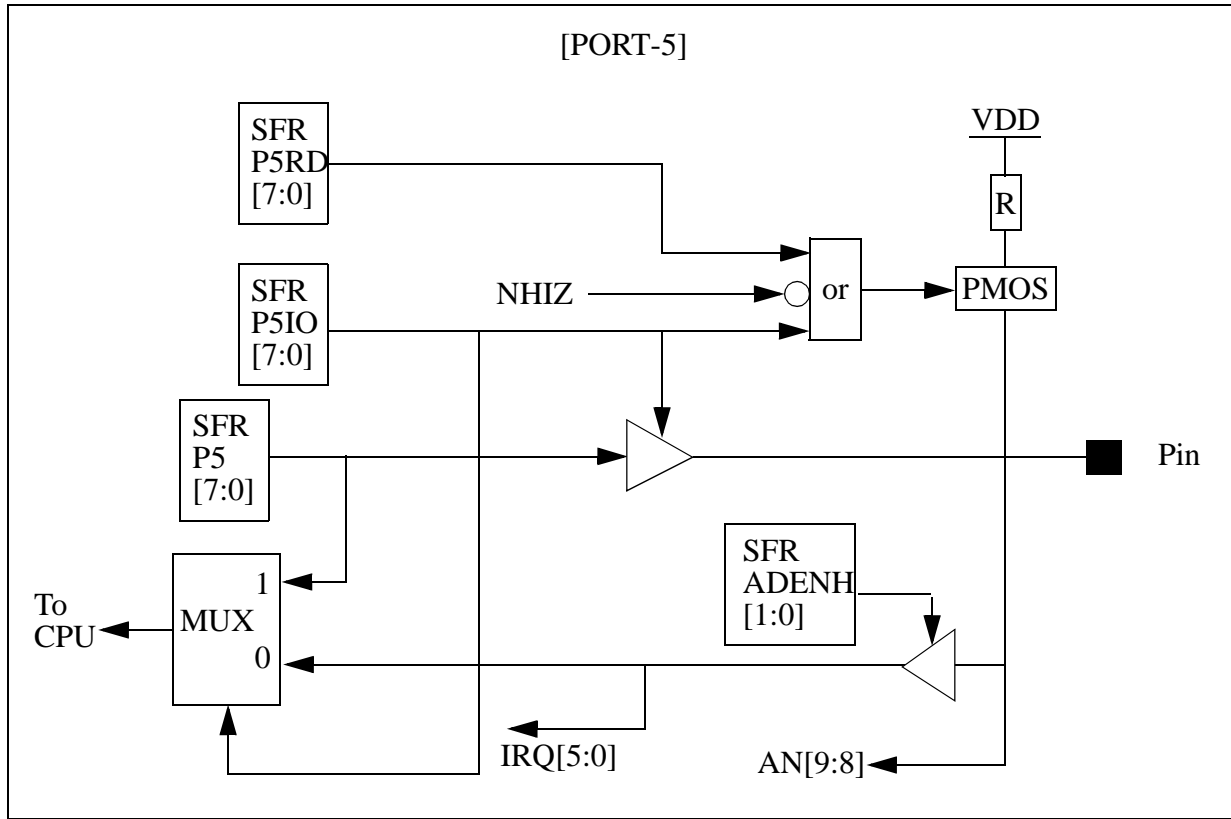 [PORT-5]
SFR
P5RD
[7:0]
VDD
R
SFR
P5IO
[7:0]
NHIZ
or
PMOS
SFR
P5
[7:0]
Pin
SFR
ADENH
[1:0]
To
CPU
MUX
1
0
IRQ[5:0]
AN[9:8]